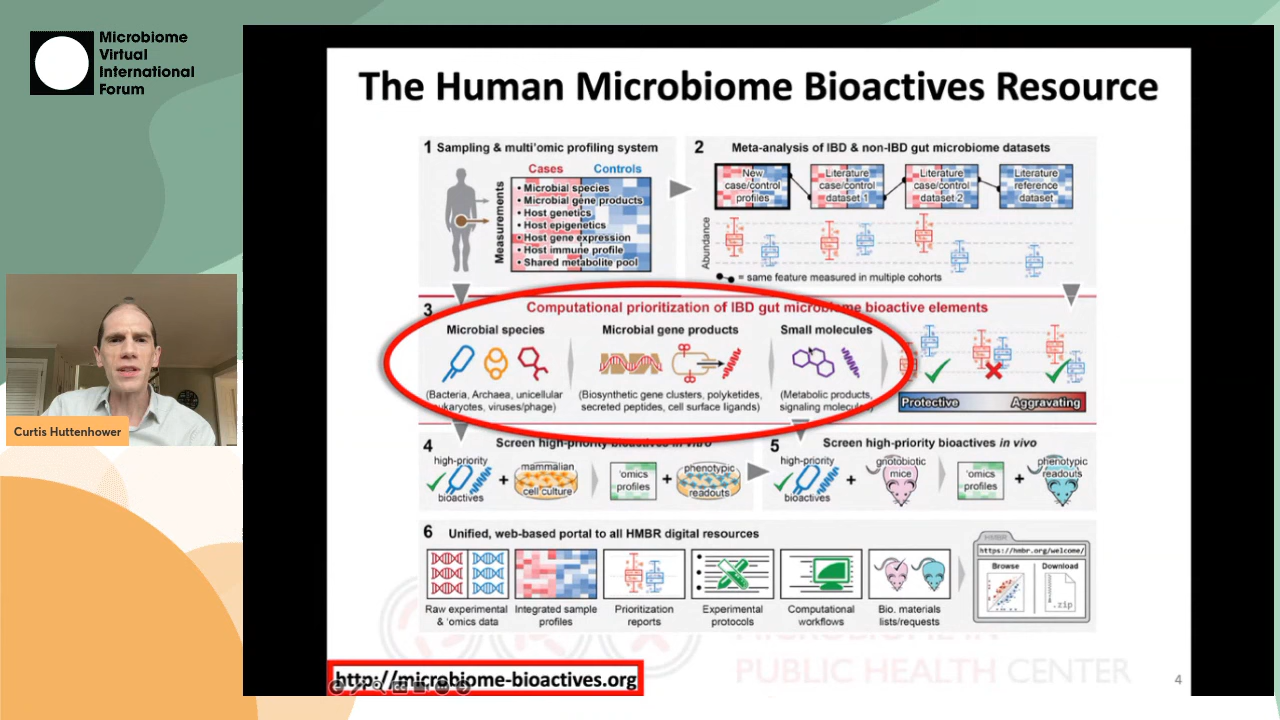 Microbiome
Virtual
International
Forum
Curtis Huttenhower
The Human Microbiome Bioactives Resource
1 Sampling & multi'omic profiling system
Cases Controls
Measurements
• Microbial species
• Microbial gene products
• Host genetics
• Host epigenetics
• Host gene expression
• Host immune profile
• Shared metabolite pool
2 Meta-analysis of IBD & non-IBD gut microbiome datasets
New
case/control
profiles
Literature
case/control
dataset 1
Literature
case/control
dataset 2
Literature
reference
dataset
Abundance
= same feature measured in multiple cohorts
3 Computational prioritization of IBD gut microbiome bioactive elements
Microbial species
(Bacteria, Archaea, unicellular
eukaryotes, viruses/phage)
Microbial gene products
(Biosynthetic gene clusters, polyketides,
secreted peptides, cell surface ligands)
Small molecules
(Metabolic products,
signaling molecules)
Protective Aggravating
4 Screen high-priority bioactives in vitro
high-priority
bioactives
+
mammalian
cell culture
'omics
profiles
+
phenotypic
readouts
5 Screen high-priority bioactives in vivo
high-priority
bioactives
+
gnotobiotic
mice
'omics
profiles
+
phenotypic
readouts
6 Unified, web-based portal to all HMBR digital resources
Raw experimental
& 'omics data
Integrated sample
profiles
Prioritization
reports
Experimental
protocols
Computational
workflows
Bio. materials
lists/requests
HMBR
https://hmbr.org/welcome/
Browse Download
.zip
MICROBIOME IN
PUBLIC HEALTH CENTER
http://microbiome-bioactives.org
4